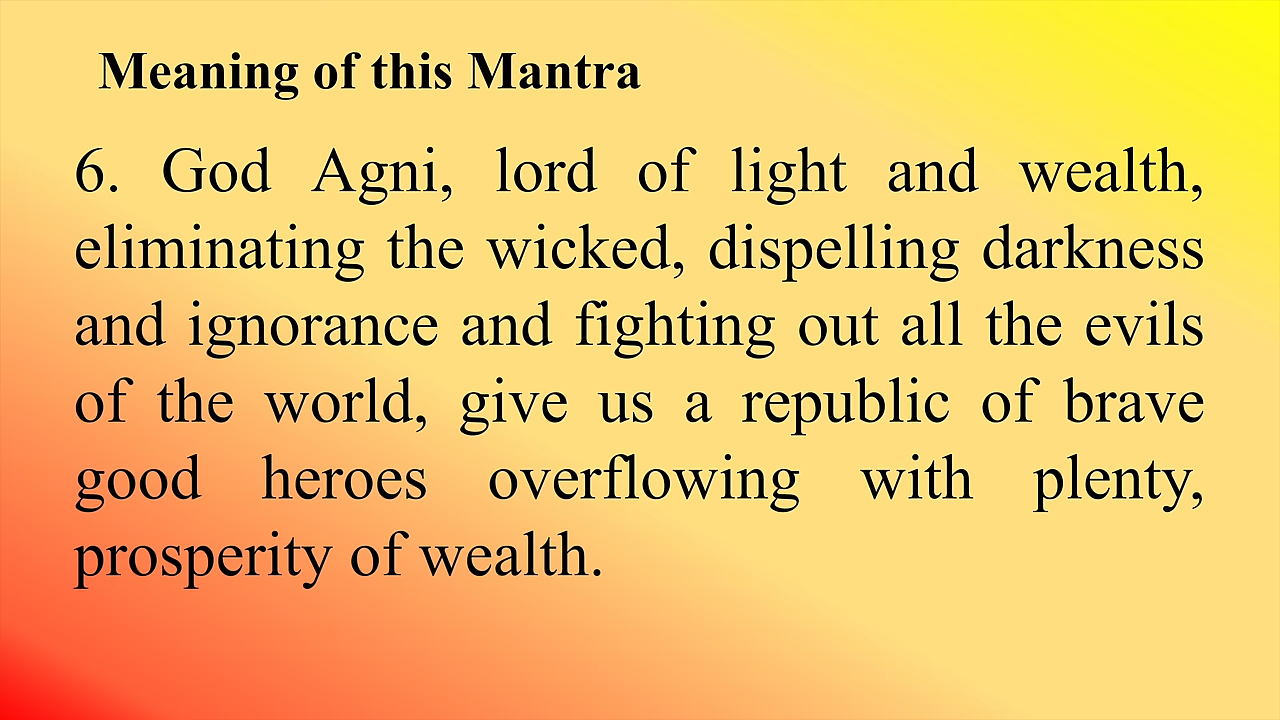 Meaning of this Mantra
6. God Agni, lord of light and wealth,
eliminating the wicked, dispelling darkness
and ignorance and fighting out all the evils
of the world, give us a republic of brave
good heroes overflowing with plenty,
prosperity of wealth.